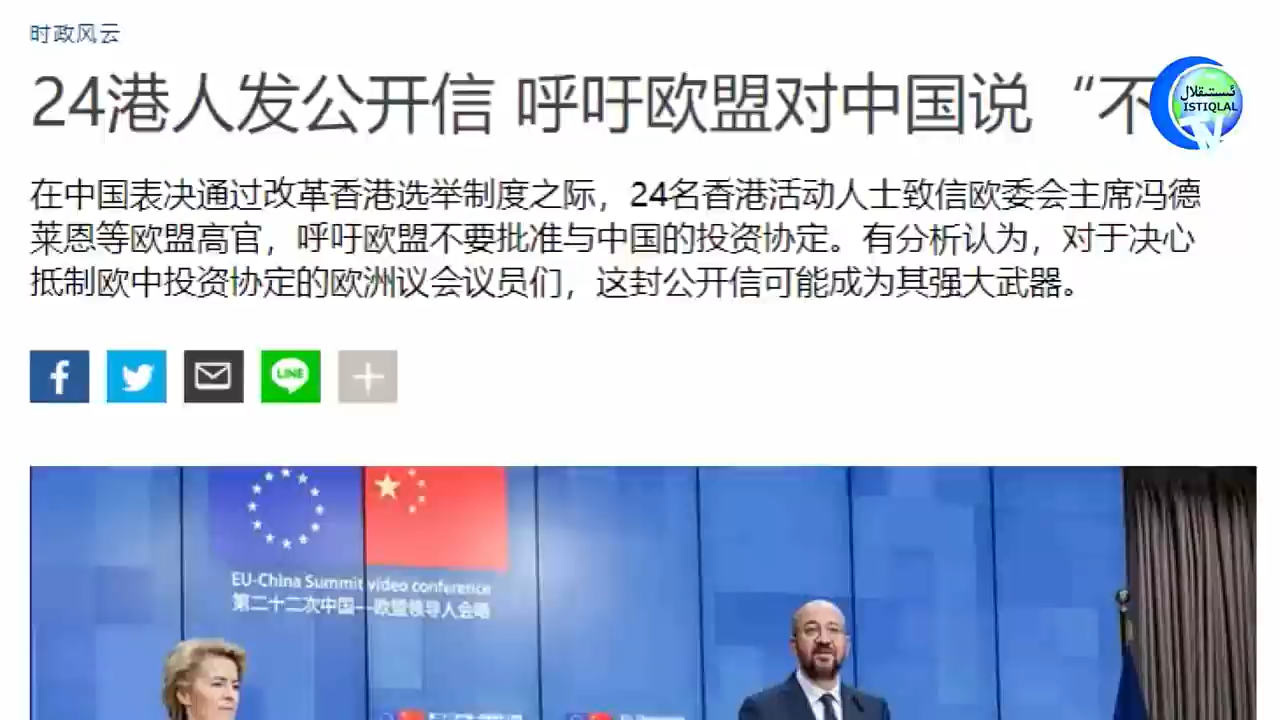 时政风云
24港人发公开信 呼吁欧盟对中国说“不
ئىستىقلال
ISTIQLAL
TV
在中国表决通过改革香港选举制度之际，24名香港活动人士致信欧委会主席冯德
莱恩等欧盟高官，呼吁欧盟不要批准与中国的投资协定。有分析认为，对于决心
抵制欧中投资协定的欧洲议会议员们，这封公开信可能成为其强大武器。
LINE
EU-China Summit video conference
第二十二次中国—欧盟领导人会晤